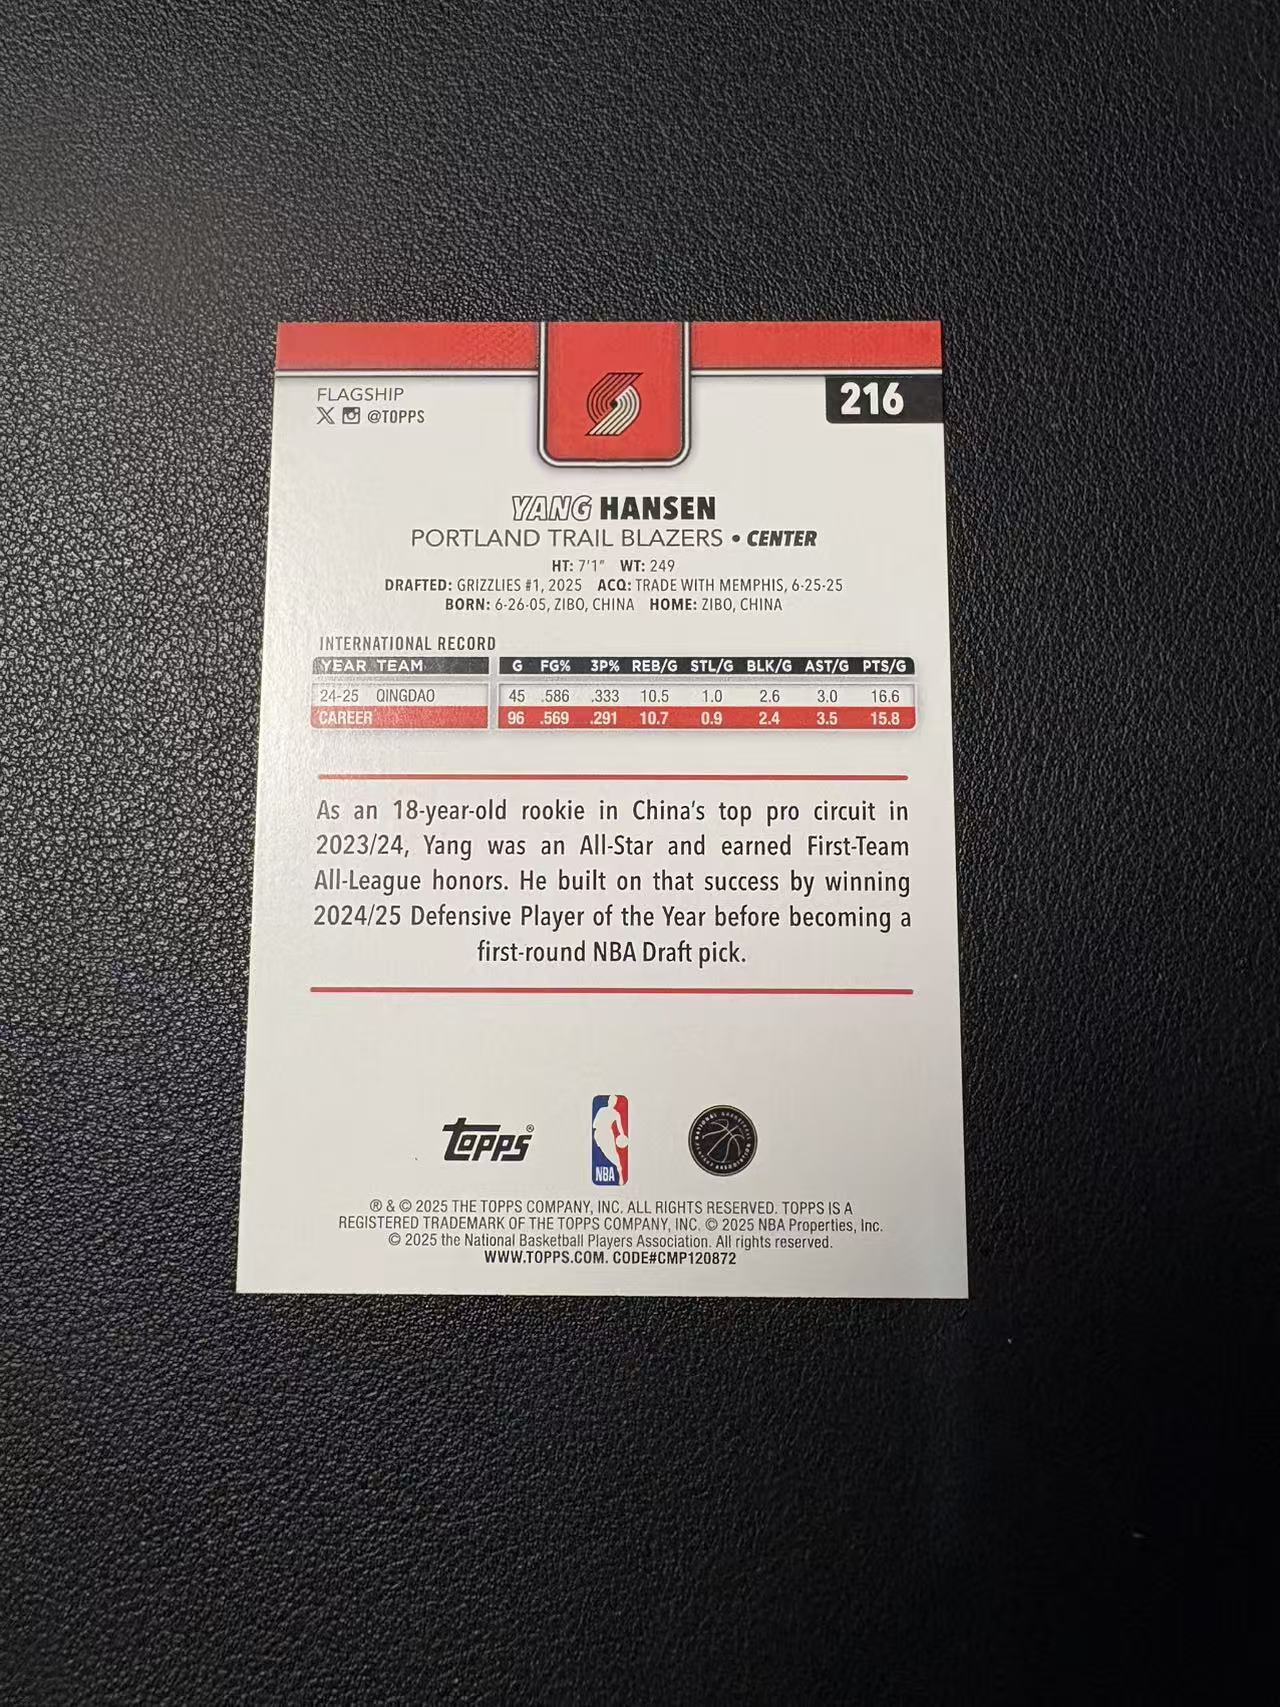 FLAGSHIP
@TOPPS
216
YANG HANSEN
PORTLAND TRAIL BLAZERS • CENTER
HT: 7'1" WT: 249
DRAFTED: GRIZZLIES #1, 2025 ACQ: TRADE WITH MEMPHIS, 6-25-25
BORN: 6-26-05, ZIBO, CHINA HOME: ZIBO, CHINA
INTERNATIONAL RECORD
YEAR TEAM G FG% 3P% REB/G STL/G BLK/G AST/G PTS/G
24-25 QINGDAO 45 .586 .333 10.5 1.0 2.6 3.0 16.6
CAREER 96 .569 .291 10.7 0.9 2.4 3.5 15.8
As an 18-year-old rookie in China's top pro circuit in
2023/24, Yang was an All-Star and earned First-Team
All-League honors. He built on that success by winning
2024/25 Defensive Player of the Year before becoming a
first-round NBA Draft pick.
topps®
NBA
® & © 2025 THE TOPPS COMPANY, INC. ALL RIGHTS RESERVED. TOPPS IS A
REGISTERED TRADEMARK OF THE TOPPS COMPANY, INC. © 2025 NBA Properties, Inc.
© 2025 the National Basketball Players Association. All rights reserved.
WWW.TOPPS.COM. CODE#CMP120872